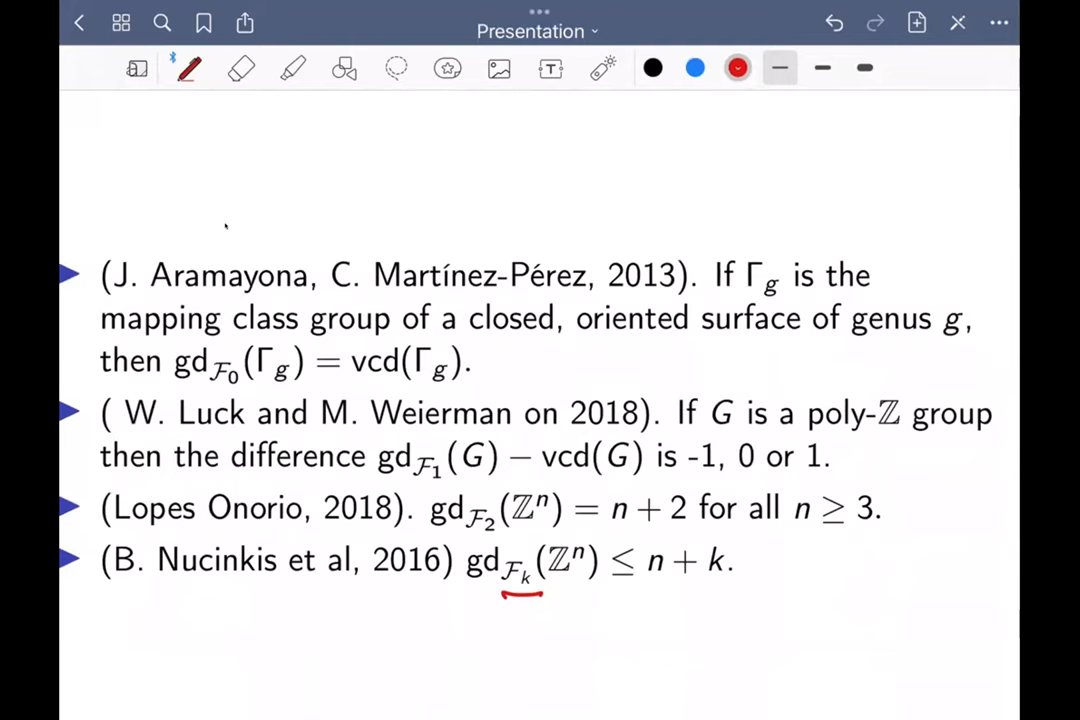 Presentation
(J. Aramayona, C. Martínez-Pérez, 2013). If Γ_g is the
mapping class group of a closed, oriented surface of genus g,
then gd_{ℱ_0}(Γ_g) = vcd(Γ_g).
( W. Luck and M. Weierman on 2018). If G is a poly-ℤ group
then the difference gd_{ℱ_1}(G) − vcd(G) is -1, 0 or 1.
(Lopes Onorio, 2018). gd_{ℱ_2}(ℤ^n) = n + 2 for all n ≥ 3.
(B. Nucinkis et al, 2016) gd_{ℱ_k}(ℤ^n) ≤ n + k.